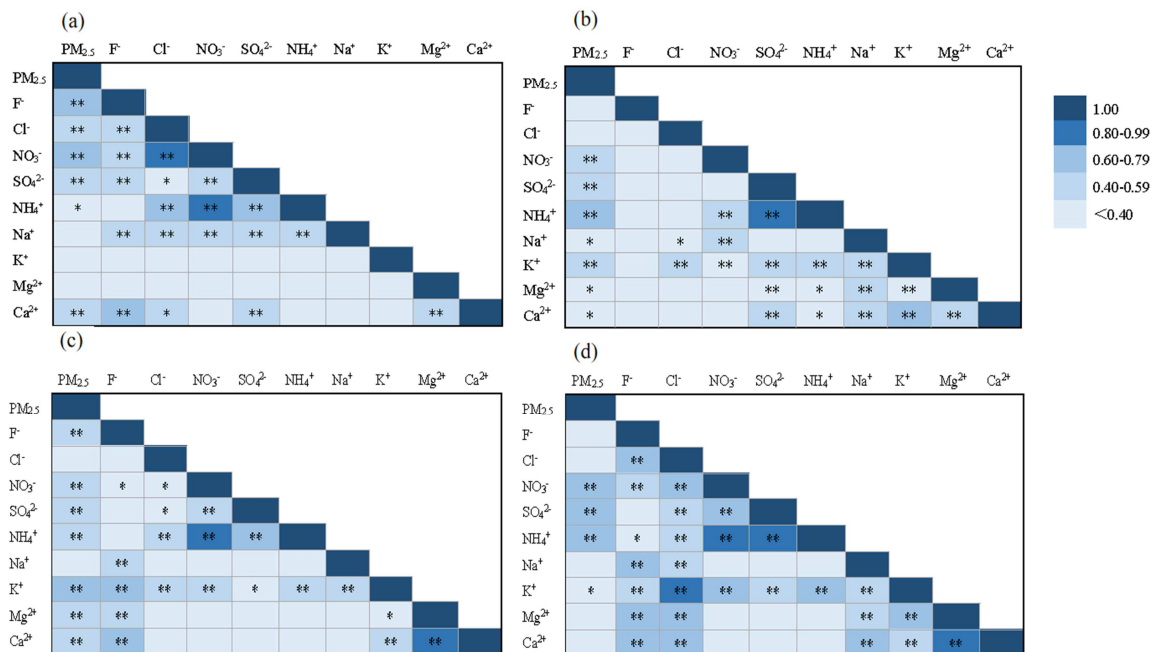 (a)
PM₂.₅ F⁻ Cl⁻ NO₃⁻ SO₄²⁻ NH₄⁺ Na⁺ K⁺ Mg²⁺ Ca²⁺
PM₂.₅
F⁻ **
Cl⁻ ** **
NO₃⁻ ** ** **
SO₄²⁻ ** ** * **
NH₄⁺ * ** ** **
Na⁺ ** ** ** ** **
K⁺
Mg²⁺
Ca²⁺ ** ** * ** **
(b)
PM₂.₅ F⁻ Cl⁻ NO₃⁻ SO₄²⁻ NH₄⁺ Na⁺ K⁺ Mg²⁺ Ca²⁺
PM₂.₅
F⁻
Cl⁻
NO₃⁻ **
SO₄²⁻ **
NH₄⁺ ** ** **
Na⁺ * * **
K⁺ ** ** ** ** ** **
Mg²⁺ * ** * ** **
Ca²⁺ * ** * ** ** **
1.00
0.80-0.99
0.60-0.79
0.40-0.59
<0.40
(c)
PM₂.₅ F⁻ Cl⁻ NO₃⁻ SO₄²⁻ NH₄⁺ Na⁺ K⁺ Mg²⁺ Ca²⁺
PM₂.₅
F⁻ **
Cl⁻
NO₃⁻ ** * *
SO₄²⁻ ** * **
NH₄⁺ ** ** ** **
Na⁺ **
K⁺ ** ** ** ** * ** **
Mg²⁺ ** ** *
Ca²⁺ ** ** ** **
(d)
PM₂.₅ F⁻ Cl⁻ NO₃⁻ SO₄²⁻ NH₄⁺ Na⁺ K⁺ Mg²⁺ Ca²⁺
PM₂.₅
F⁻
Cl⁻ **
NO₃⁻ ** ** **
SO₄²⁻ ** ** **
NH₄⁺ ** * ** ** **
Na⁺ ** **
K⁺ * ** ** ** ** ** **
Mg²⁺ ** ** ** **
Ca²⁺ ** ** ** ** **